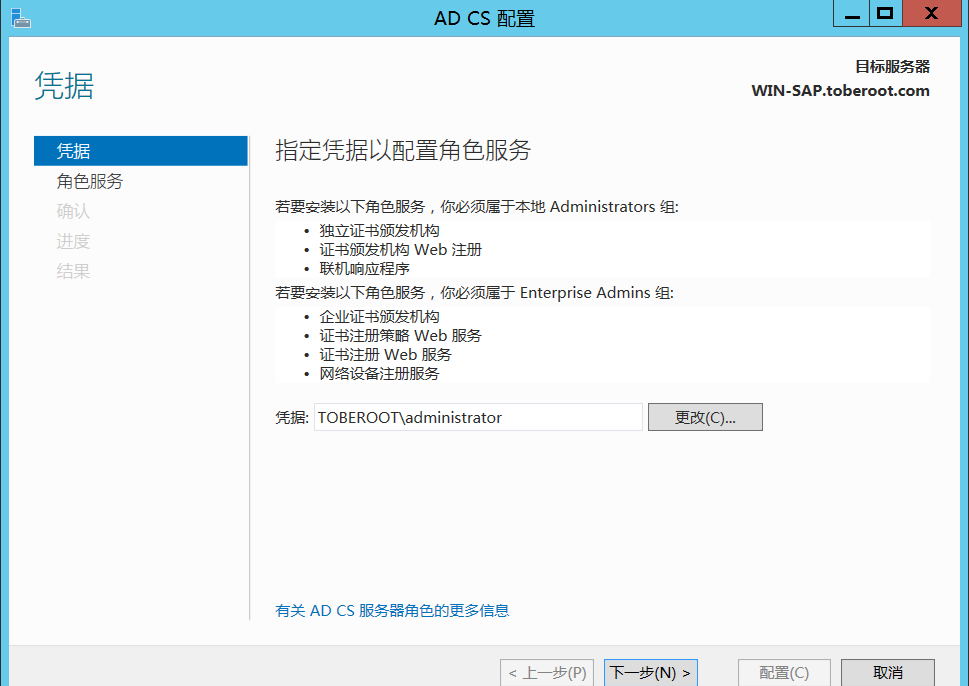 AD CS 配置
凭据
目标服务器
WIN-SAP.toberoot.com
凭据
角色服务
确认
进度
结果
指定凭据以配置角色服务
若要安装以下角色服务，你必须属于本地 Administrators 组:
• 独立证书颁发机构
• 证书颁发机构 Web 注册
• 联机响应程序
若要安装以下角色服务，你必须属于 Enterprise Admins 组:
• 企业证书颁发机构
• 证书注册策略 Web 服务
• 证书注册 Web 服务
• 网络设备注册服务
凭据: TOBEROOT\administrator 更改(C)...
有关 AD CS 服务器角色的更多信息
< 上一步(P) 下一步(N) > 配置(C) 取消